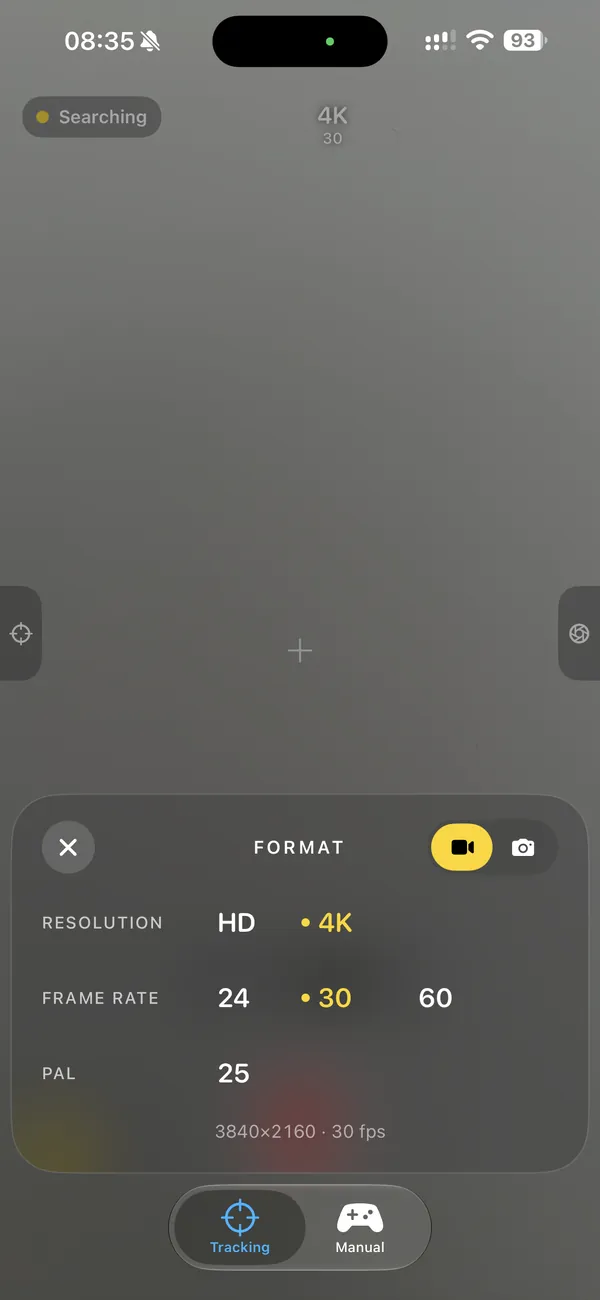 08:35
93
Searching
4K
30
FORMAT
RESOLUTION HD 4K
FRAME RATE 24 30 60
PAL 25
3840×2160 · 30 fps
Tracking Manual